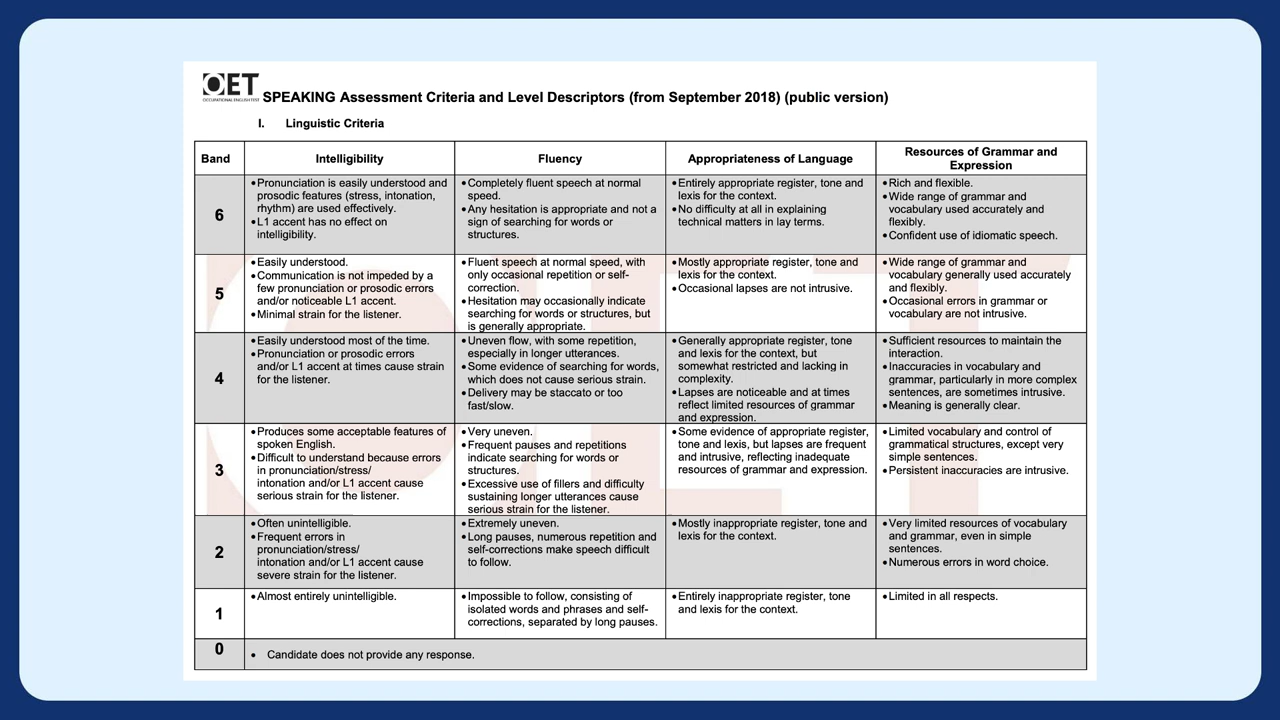 OET
OCCUPATIONAL ENGLISH TEST
SPEAKING Assessment Criteria and Level Descriptors (from September 2018) (public version)
I. Linguistic Criteria
Band
Intelligibility
Fluency
Appropriateness of Language
Resources of Grammar and
Expression
6
•Pronunciation is easily understood and
prosodic features (stress, intonation,
rhythm) are used effectively.
•L1 accent has no effect on
intelligibility.
•Completely fluent speech at normal
speed.
•Any hesitation is appropriate and not a
sign of searching for words or
structures.
•Entirely appropriate register, tone and
lexis for the context.
•No difficulty at all in explaining
technical matters in lay terms.
•Rich and flexible.
•Wide range of grammar and
vocabulary used accurately and
flexibly.
•Confident use of idiomatic speech.
5
•Easily understood.
•Communication is not impeded by a
few pronunciation or prosodic errors
and/or noticeable L1 accent.
•Minimal strain for the listener.
•Fluent speech at normal speed, with
only occasional repetition or self-
correction.
•Hesitation may occasionally indicate
searching for words or structures, but
is generally appropriate.
•Mostly appropriate register, tone and
lexis for the context.
•Occasional lapses are not intrusive.
•Wide range of grammar and
vocabulary generally used accurately
and flexibly.
•Occasional errors in grammar or
vocabulary are not intrusive.
4
•Easily understood most of the time.
•Pronunciation or prosodic errors
and/or L1 accent at times cause strain
for the listener.
•Uneven flow, with some repetition,
especially in longer utterances.
•Some evidence of searching for words,
which does not cause serious strain.
•Delivery may be staccato or too
fast/slow.
•Generally appropriate register, tone
and lexis for the context, but
somewhat restricted and lacking in
complexity.
•Lapses are noticeable and at times
reflect limited resources of grammar
and expression.
•Sufficient resources to maintain the
interaction.
•Inaccuracies in vocabulary and
grammar, particularly in more complex
sentences, are sometimes intrusive.
•Meaning is generally clear.
3
•Produces some acceptable features of
spoken English.
•Difficult to understand because errors
in pronunciation/stress/
intonation and/or L1 accent cause
serious strain for the listener.
•Very uneven.
•Frequent pauses and repetitions
indicate searching for words or
structures.
•Excessive use of fillers and difficulty
sustaining longer utterances cause
serious strain for the listener.
•Some evidence of appropriate register,
tone and lexis, but lapses are frequent
and intrusive, reflecting inadequate
resources of grammar and expression.
•Limited vocabulary and control of
grammatical structures, except very
simple sentences.
•Persistent inaccuracies are intrusive.
2
•Often unintelligible.
•Frequent errors in
pronunciation/stress/
intonation and/or L1 accent cause
severe strain for the listener.
•Extremely uneven.
•Long pauses, numerous repetition and
self-corrections make speech difficult
to follow.
•Mostly inappropriate register, tone and
lexis for the context.
•Very limited resources of vocabulary
and grammar, even in simple
sentences.
•Numerous errors in word choice.
1
•Almost entirely unintelligible.
•Impossible to follow, consisting of
isolated words and phrases and self-
corrections, separated by long pauses.
•Entirely inappropriate register, tone
and lexis for the context.
•Limited in all respects.
0
• Candidate does not provide any response.